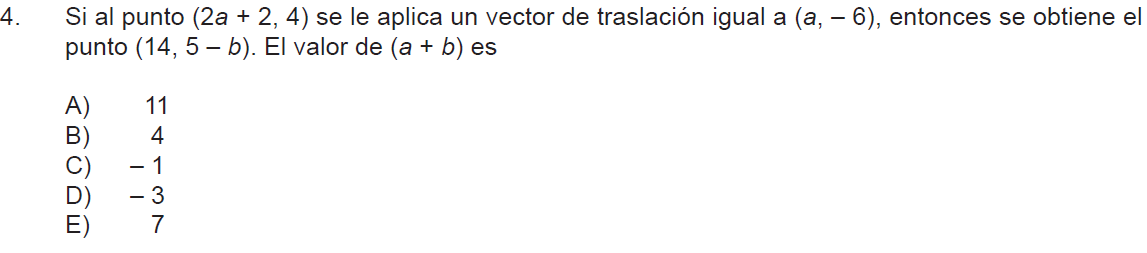 4. Si al punto (2a + 2, 4) se le aplica un vector de traslación igual a (a, – 6), entonces se obtiene el
punto (14, 5 – b). El valor de (a + b) es
A) 11
B) 4
C) – 1
D) – 3
E) 7